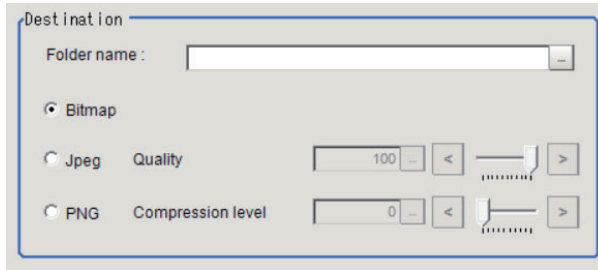 Destination
Folder name :
...
Bitmap
Jpeg Quality 100 ... < >
PNG Compression level 0 ... < >